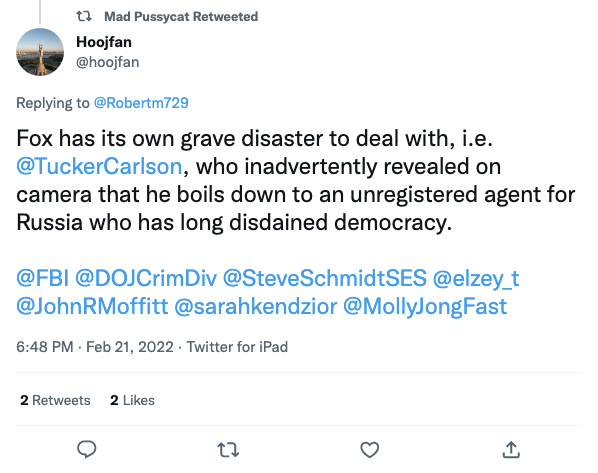 Mad Pussycat Retweeted
Hoojfan
@hoojfan
Replying to @Robertm729
Fox has its own grave disaster to deal with, i.e.
@TuckerCarlson, who inadvertently revealed on
camera that he boils down to an unregistered agent for
Russia who has long disdained democracy.
@FBI @DOJCrimDiv @SteveSchmidtSES @elzey_t
@JohnRMoffitt @sarahkendzior @MollyJongFast
6:48 PM · Feb 21, 2022 · Twitter for iPad
2 Retweets 2 Likes